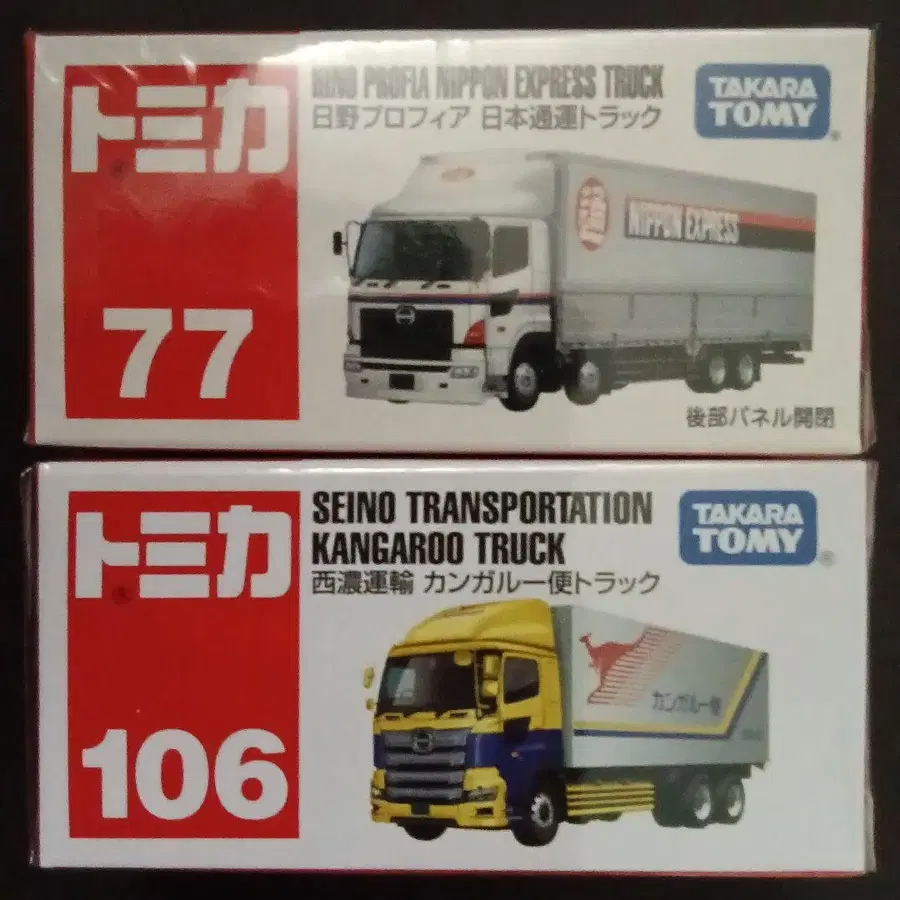 トミカ
77
HINO PROFIA NIPPON EXPRESS TRUCK
日野プロフィア 日本通運トラック
TAKARA
TOMY
NIPPON EXPRESS
後部パネル開閉
トミカ
106
SEINO TRANSPORTATION
KANGAROO TRUCK
西濃運輸 カンガルー便トラック
TAKARA
TOMY
カンガルー便